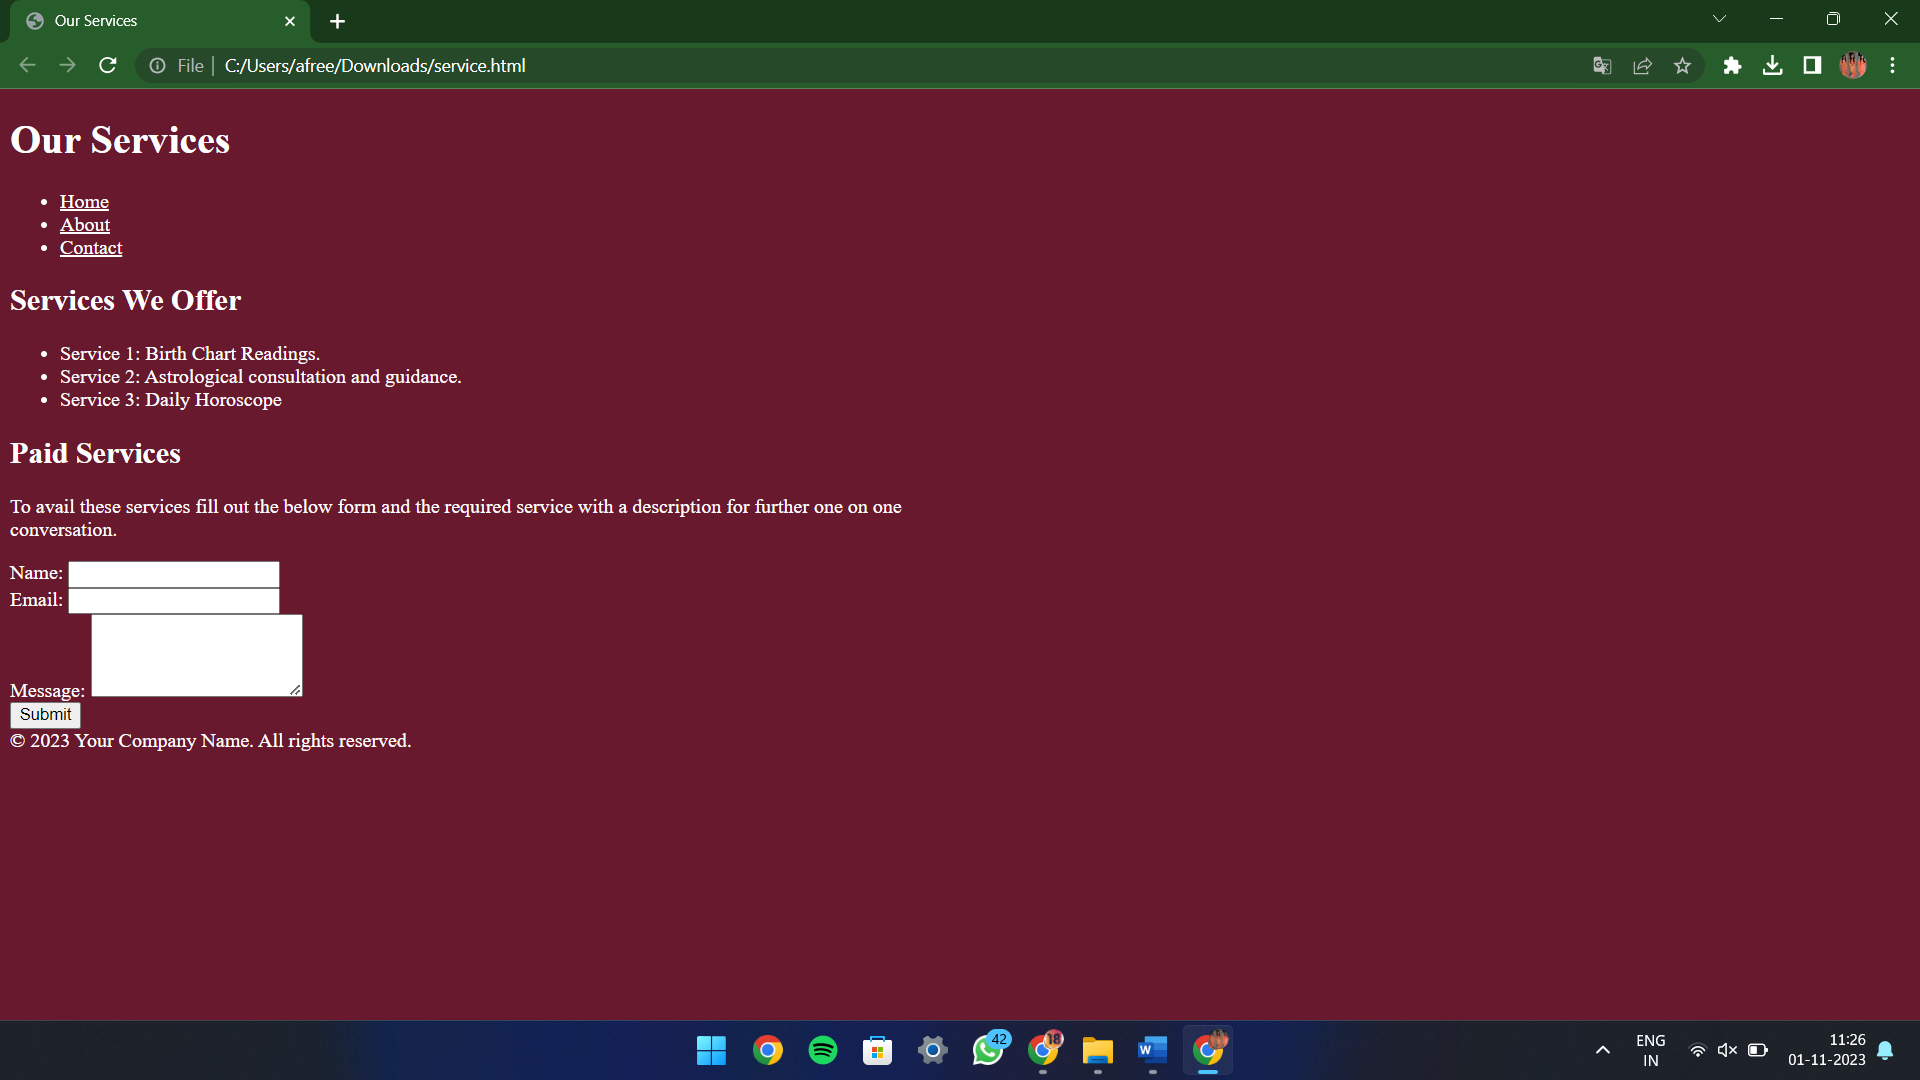 Our Services
File
C:/Users/afree/Downloads/service.html
Our Services
Home
About
Contact
Services We Offer
Service 1: Birth Chart Readings.
Service 2: Astrological consultation and guidance.
Service 3: Daily Horoscope
Paid Services
To avail these services fill out the below form and the required service with a description for further one on one
conversation.
Name:
Email:
Message:
Submit
© 2023 Your Company Name. All rights reserved.
42
18
W
ENG
IN
11:26
01-11-2023